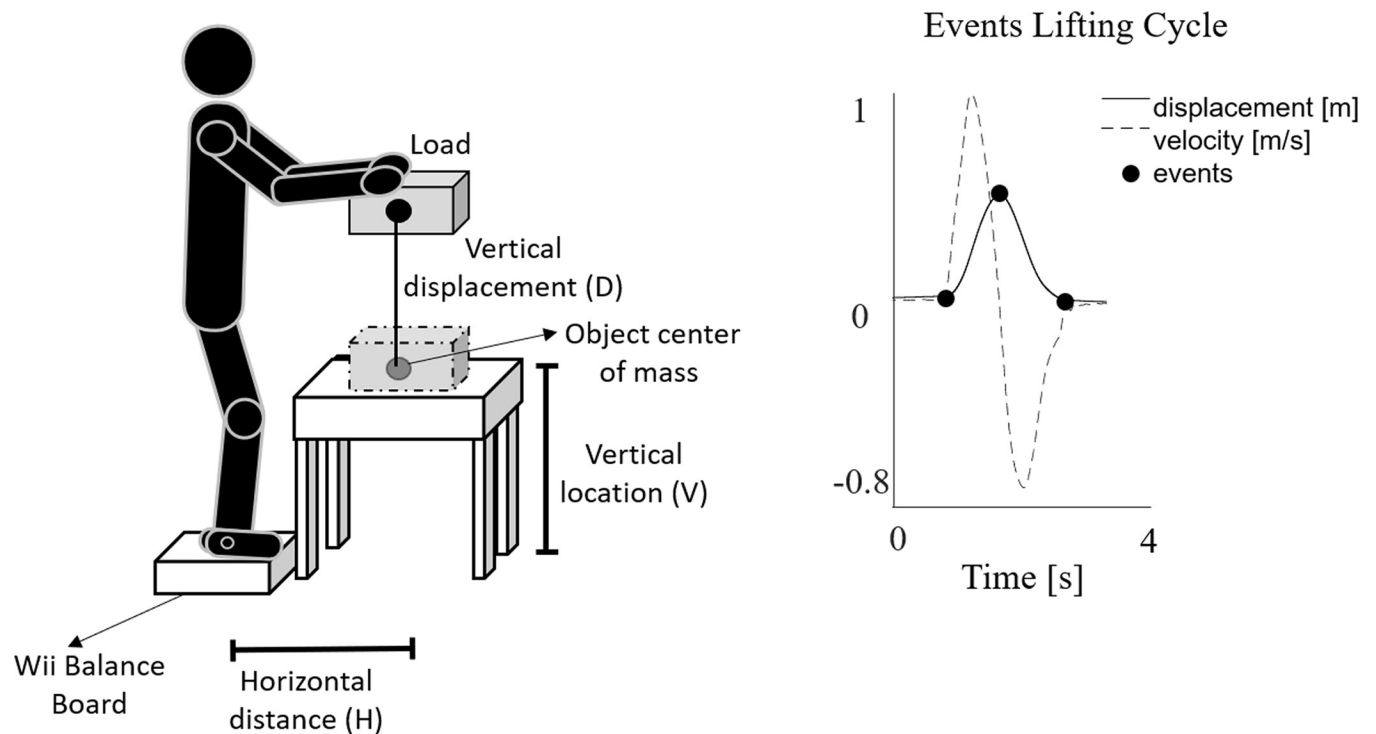 Load
Vertical
displacement (D)
Object center
of mass
Vertical
location (V)
Wii Balance
Board
Horizontal
distance (H)
Events Lifting Cycle
1
0
-0.8
0
4
Time [s]
displacement [m]
velocity [m/s]
events